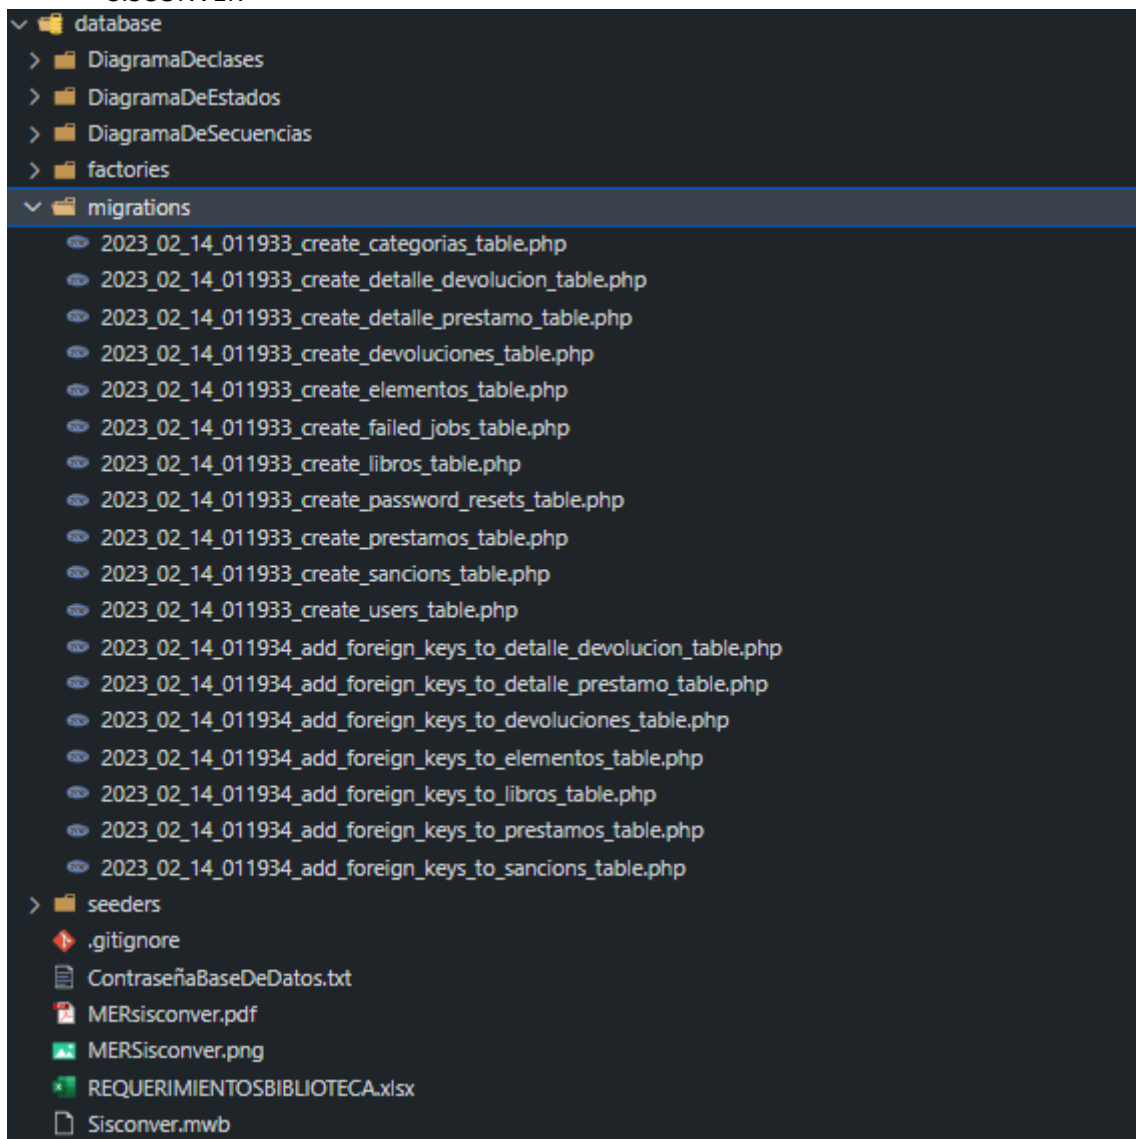 SISCONVER
database
DiagramaDeclases
DiagramaDeEstados
DiagramaDeSecuencias
factories
migrations
2023_02_14_011933_create_categorias_table.php
2023_02_14_011933_create_detalle_devolucion_table.php
2023_02_14_011933_create_detalle_prestamo_table.php
2023_02_14_011933_create_devoluciones_table.php
2023_02_14_011933_create_elementos_table.php
2023_02_14_011933_create_failed_jobs_table.php
2023_02_14_011933_create_libros_table.php
2023_02_14_011933_create_password_resets_table.php
2023_02_14_011933_create_prestamos_table.php
2023_02_14_011933_create_sancions_table.php
2023_02_14_011933_create_users_table.php
2023_02_14_011934_add_foreign_keys_to_detalle_devolucion_table.php
2023_02_14_011934_add_foreign_keys_to_detalle_prestamo_table.php
2023_02_14_011934_add_foreign_keys_to_devoluciones_table.php
2023_02_14_011934_add_foreign_keys_to_elementos_table.php
2023_02_14_011934_add_foreign_keys_to_libros_table.php
2023_02_14_011934_add_foreign_keys_to_prestamos_table.php
2023_02_14_011934_add_foreign_keys_to_sancions_table.php
seeders
.gitignore
ContraseñaBaseDeDatos.txt
MERsisconver.pdf
MERSisconver.png
REQUERIMIENTOSBIBLIOTECA.xlsx
Sisconver.mwb